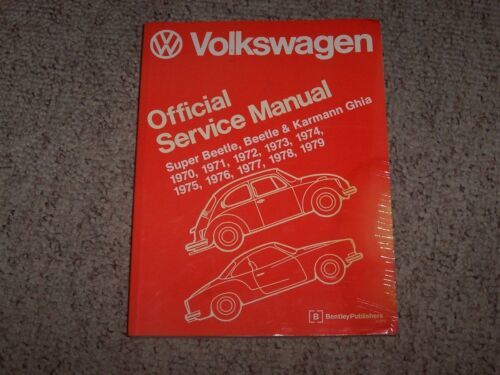 Volkswagen
Official
Service Manual
Super Beetle, Beetle & Karmann Ghia
1970, 1971, 1972, 1973, 1974,
1975, 1976, 1977, 1978, 1979
B BentleyPublishers